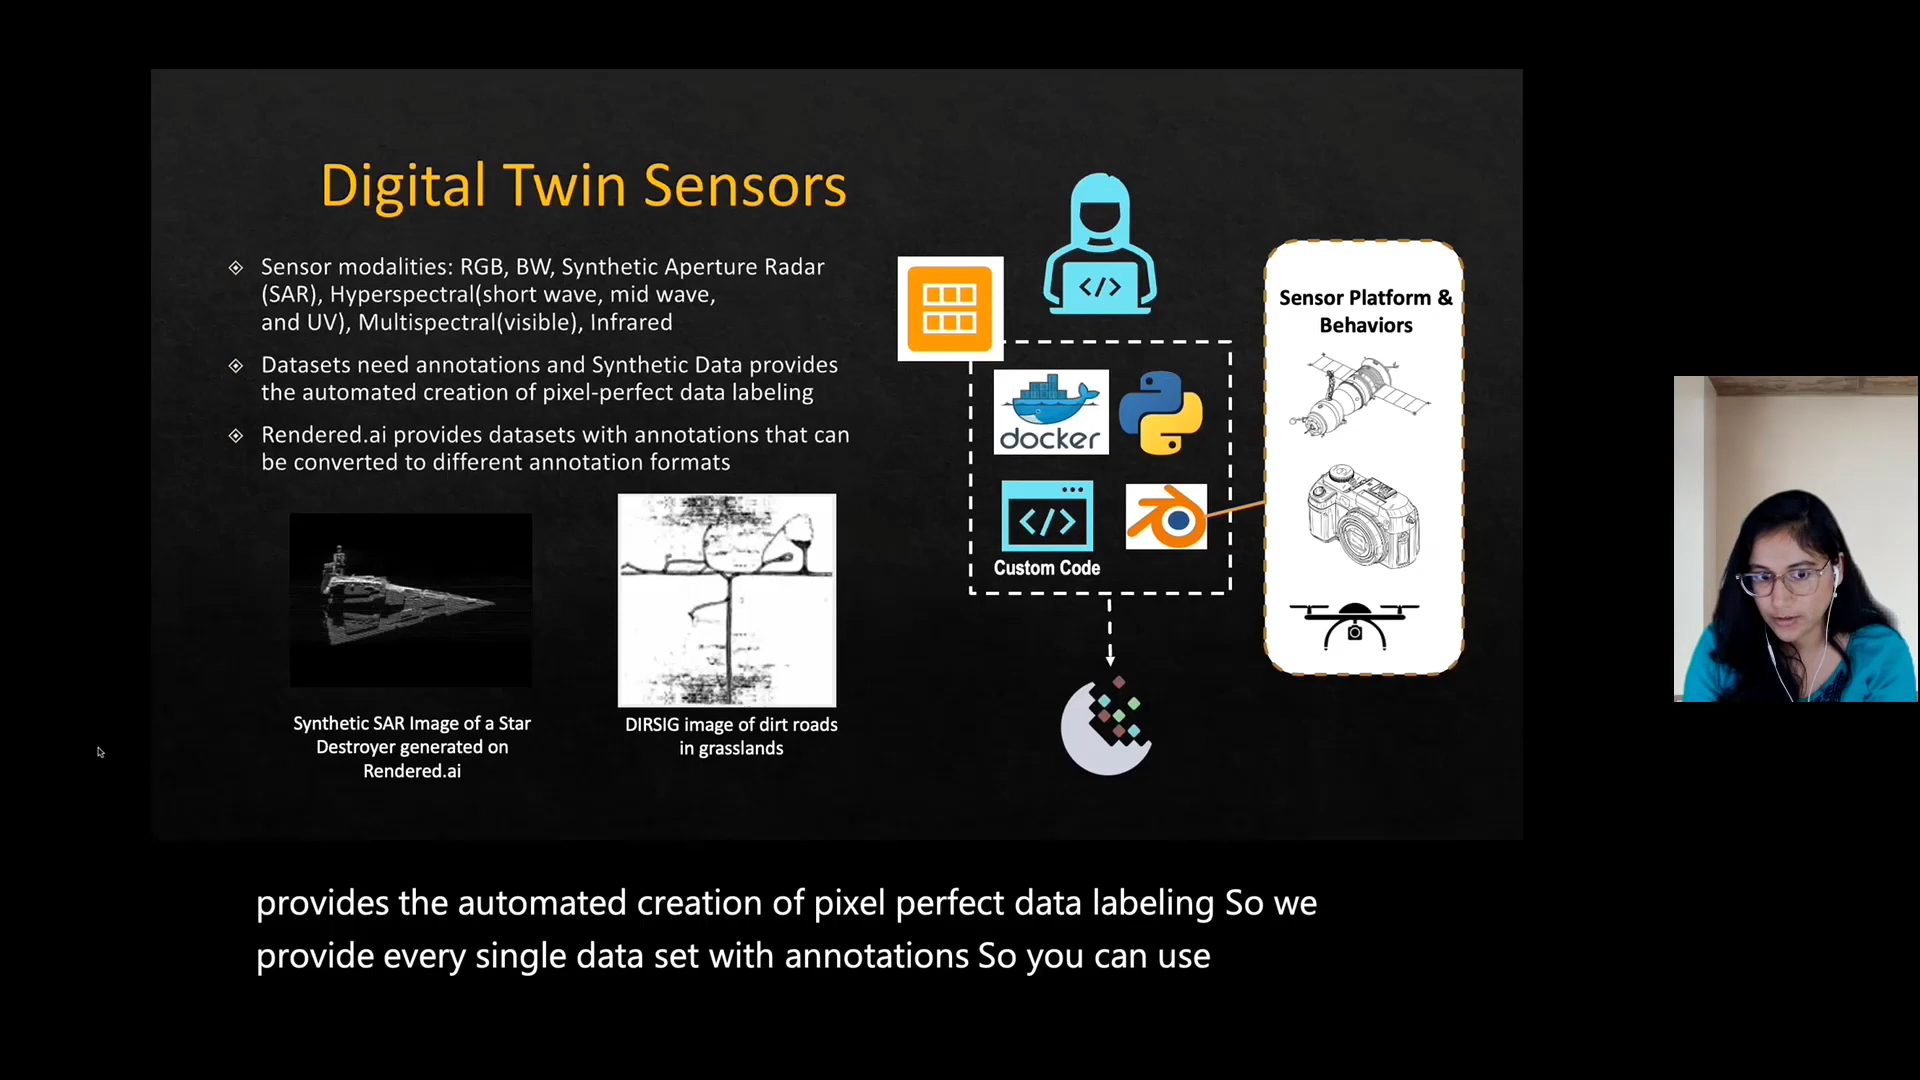 Digital Twin Sensors
Sensor modalities: RGB, BW, Synthetic Aperture Radar
(SAR), Hyperspectral(short wave, mid wave,
and UV), Multispectral(visible), Infrared
Datasets need annotations and Synthetic Data provides
the automated creation of pixel-perfect data labeling
Rendered.ai provides datasets with annotations that can
be converted to different annotation formats
Synthetic SAR Image of a Star
Destroyer generated on
Rendered.ai
DIRSIG image of dirt roads
in grasslands
</>
docker
</>
Custom Code
Sensor Platform &
Behaviors
provides the automated creation of pixel perfect data labeling So we
provide every single data set with annotations So you can use